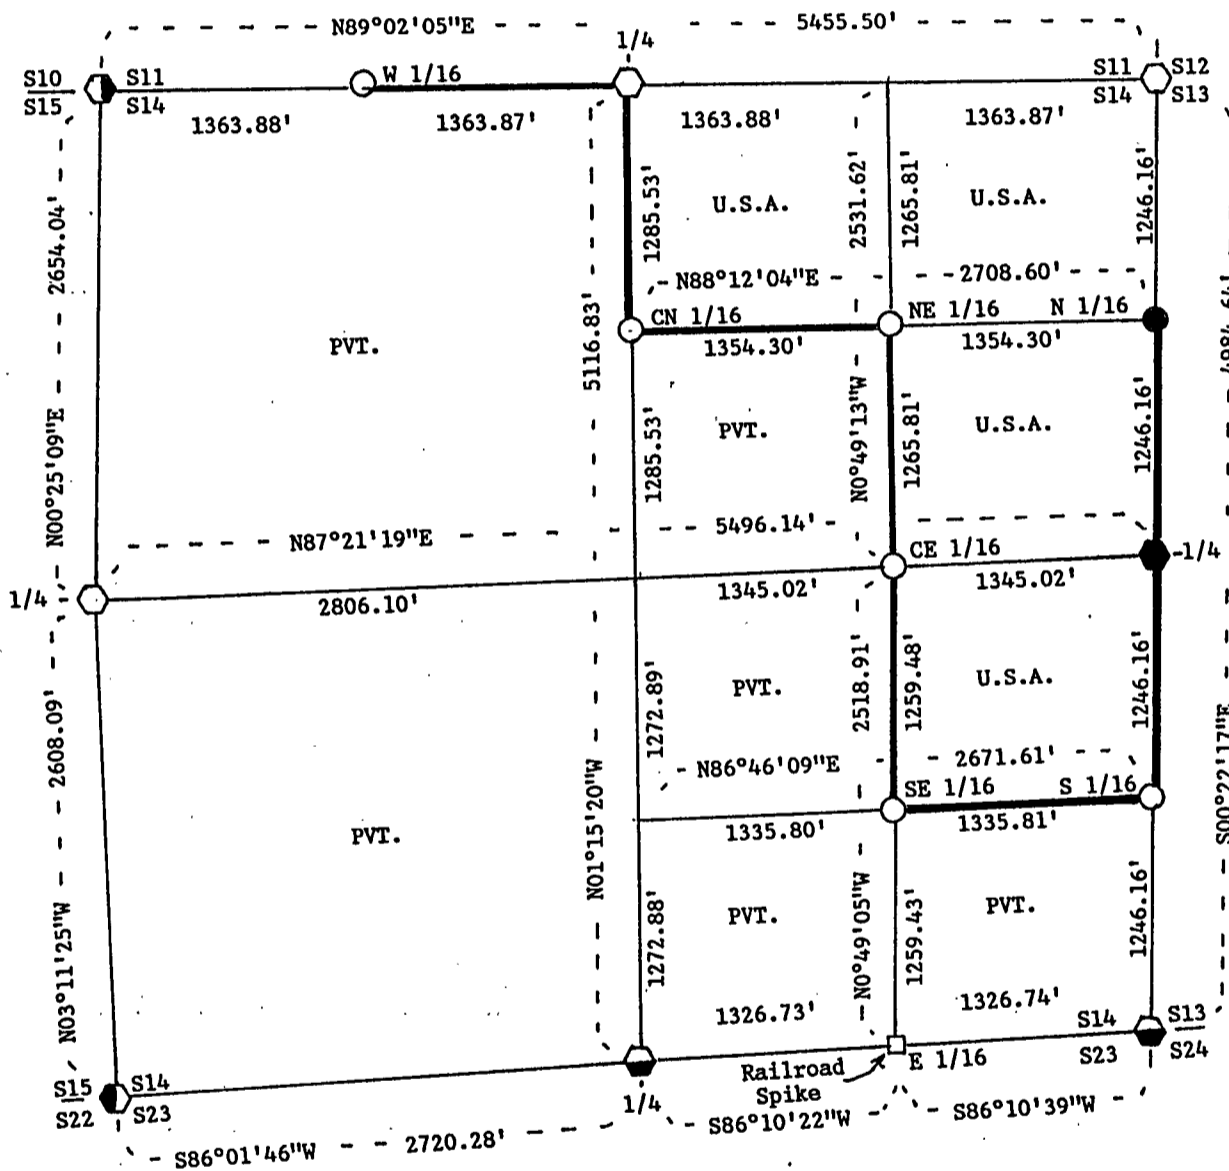 N89°02'05"E 5455.50'
1/4
S10 S11 W 1/16 S11 S12
S15 S14 S14 S13
1363.88' 1363.87' 1363.88' 1363.87'
2654.04'
1285.53'
2531.62'
1265.81'
1246.16'
U.S.A. U.S.A.
N88°12'04"E 2708.60'
CN 1/16 NE 1/16 N 1/16
1354.30' 1354.30'
PVT.
5116.83'
4984.64'
N00°25'09"E
1285.53'
PVT.
N0°49'13"W
1265.81'
U.S.A.
1246.16'
N87°21'19"E 5496.14'
CE 1/16 -1/4
1/4 2806.10' 1345.02' 1345.02'
2608.09'
1272.89'
PVT.
2518.91'
1259.48'
U.S.A.
1246.16'
N86°46'09"E 2671.61'
SE 1/16 S 1/16
S00°22'17"E
1335.80' 1335.81'
PVT.
N01°15'20"W
N03°11'25"W
1272.88'
PVT.
N0°49'05"W
1259.43'
PVT.
1246.16'
1326.73' 1326.74'
S14 S13
S23 S24
E 1/16
Railroad
Spike
S15 S14
S22 S23
1/4
S86°01'46"W 2720.28' S86°10'22"W S86°10'39"W